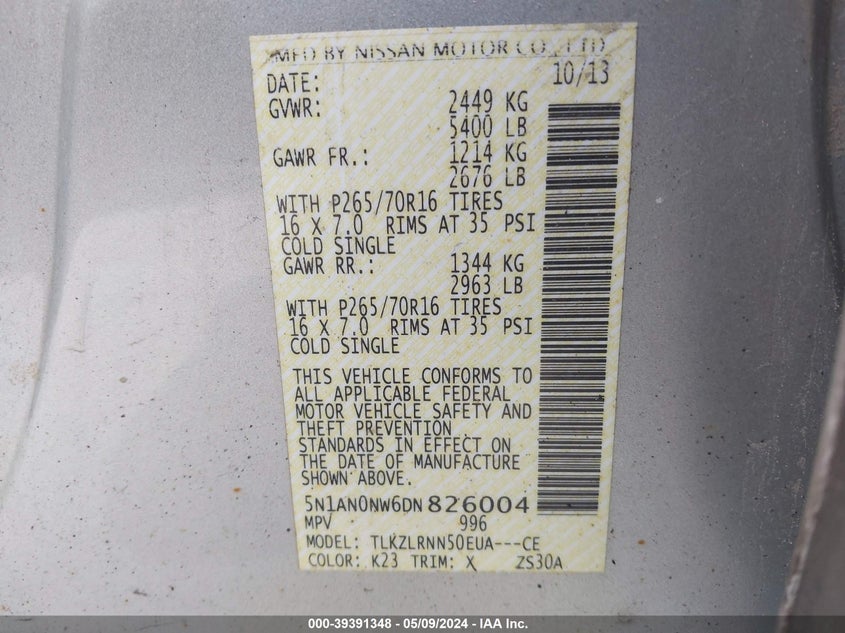 MFD BY NISSAN MOTOR CO., LTD
DATE: 10/13
GVWR: 2449 KG
5400 LB
GAWR FR.: 1214 KG
2676 LB
WITH P265/70R16 TIRES
16 X 7.0 RIMS AT 35 PSI
COLD SINGLE
GAWR RR.: 1344 KG
2963 LB
WITH P265/70R16 TIRES
16 X 7.0 RIMS AT 35 PSI
COLD SINGLE
THIS VEHICLE CONFORMS TO
ALL APPLICABLE FEDERAL
MOTOR VEHICLE SAFETY AND
THEFT PREVENTION
STANDARDS IN EFFECT ON
THE DATE OF MANUFACTURE
SHOWN ABOVE.
5N1AN0NW6DN826004
MPV 996
MODEL: TLKZLRNN50EUA---CE
COLOR: K23 TRIM: X ZS30A
000-39391348 - 05/09/2024 - IAA Inc.